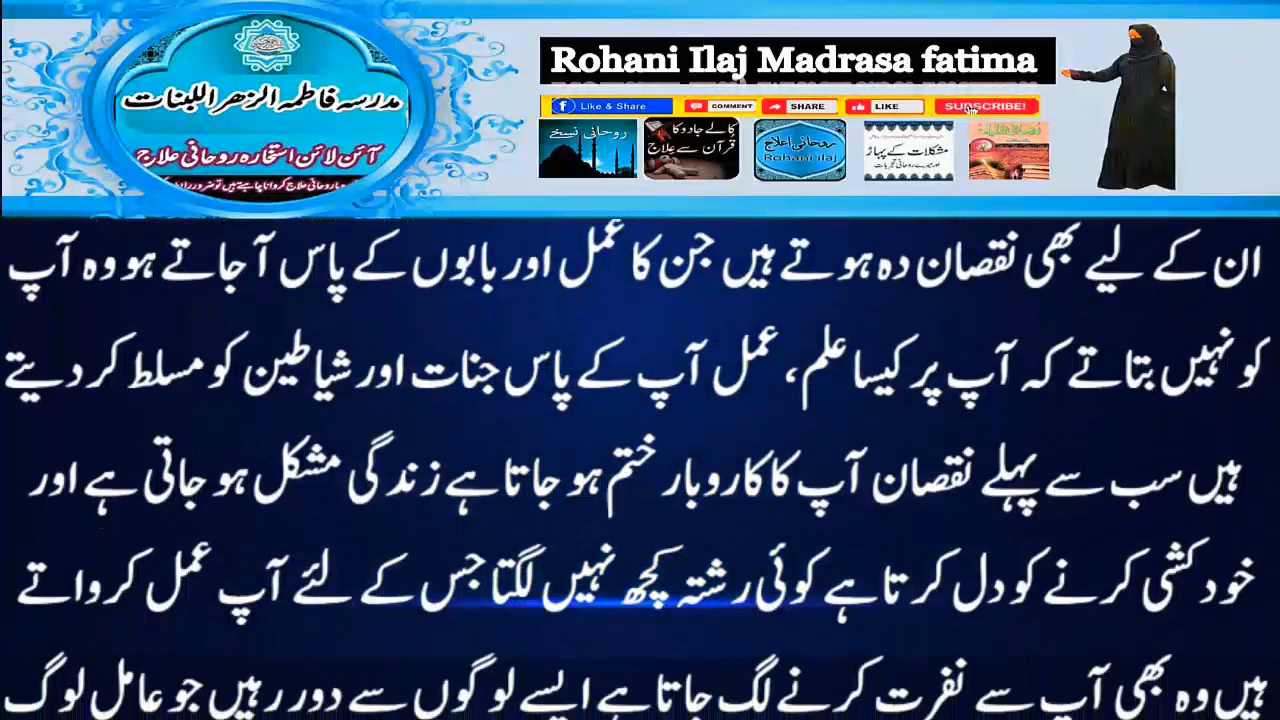 مدرسہ فاطمہ الزھرا للبنات
آئن لائن استخارہ روحانی علاج
Rohani Ilaj Madrasa fatima
Like & Share
COMMENT
SHARE
LIKE
SUBSCRIBE!
روحانی نسخے
کالے جادو کا
قرآن سے علاج
روحانی علاج
Rohani ilaj
مشکلات کے پہاڑ
ان کے لیے بھی نقصان دہ ہوتے ہیں جن کا عمل اور بابوں کے پاس آ جاتے ہو وہ آپ
کو نہیں بتاتے کہ آپ پر کیسا علم، عمل آپ کے پاس جنات اور شیاطین کو مسلط کر دیتے
ہیں سب سے پہلے نقصان آپ کا کاروبار ختم ہو جاتا ہے زندگی مشکل ہو جاتی ہے اور
خودکشی کرنے کو دل کرتا ہے کوئی رشتہ کچھ نہیں لگتا جس کے لئے آپ عمل کرواتے
ہیں وہ بھی آپ سے نفرت کرنے لگ جاتا ہے ایسے لوگوں سے دور رہیں جو عامل لوگ